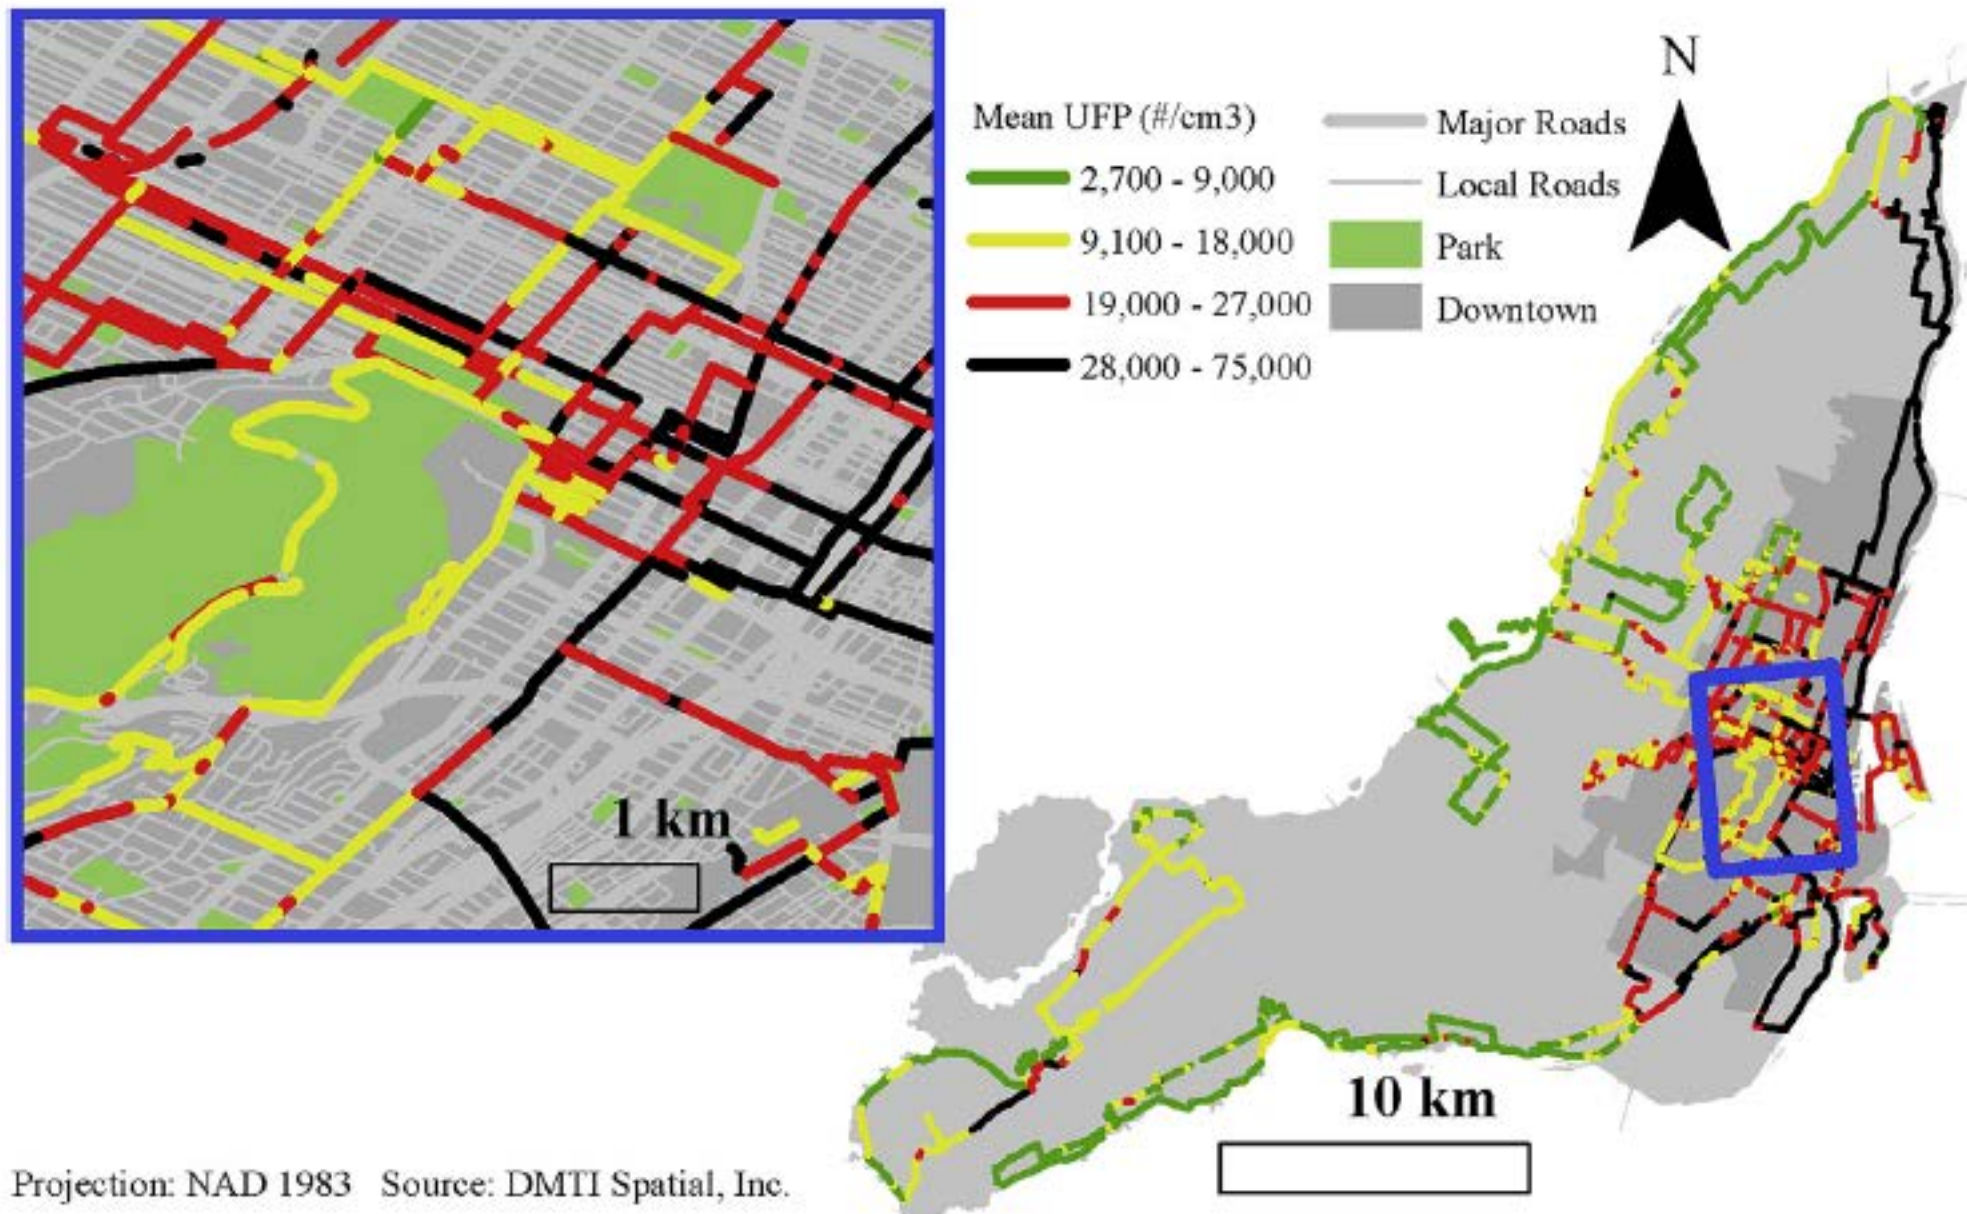 N
Mean UFP (#/cm3)
2,700 - 9,000
9,100 - 18,000
19,000 - 27,000
28,000 - 75,000
Major Roads
Local Roads
Park
Downtown
1 km
10 km
Projection: NAD 1983 Source: DMTI Spatial, Inc.